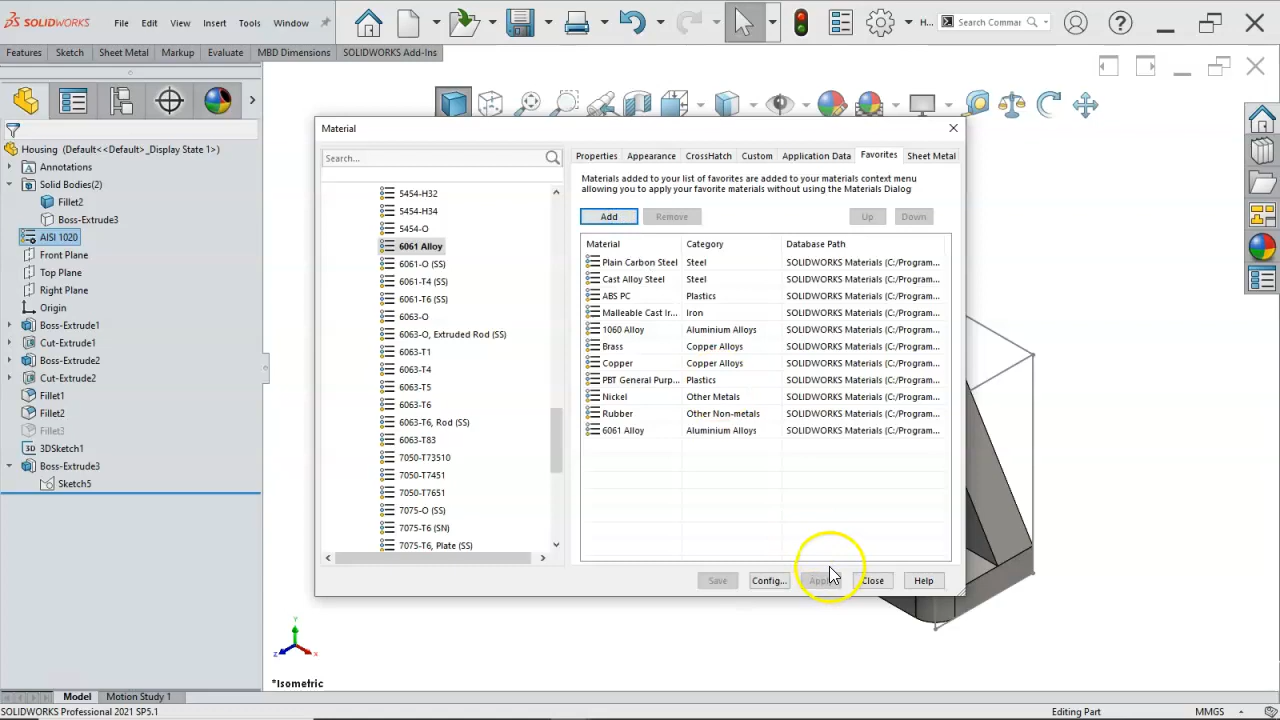 SOLIDWORKS File Edit View Insert Tools Window H... Search Commar
Features Sketch Sheet Metal Markup Evaluate MBD Dimensions SOLIDWORKS Add-Ins
Housing (Default<<Default>_Display State 1>)
Annotations
Solid Bodies(2)
Fillet2
Boss-Extrude3
AISI 1020
Front Plane
Top Plane
Right Plane
Origin
Boss-Extrude1
Cut-Extrude1
Boss-Extrude2
Cut-Extrude2
Fillet1
Fillet2
Fillet3
3DSketch1
Boss-Extrude3
Sketch5
Material
Search...
5454-H32
5454-H34
5454-O
6061 Alloy
6061-O (SS)
6061-T4 (SS)
6061-T6 (SS)
6063-O
6063-O, Extruded Rod (SS)
6063-T1
6063-T4
6063-T5
6063-T6
6063-T6, Rod (SS)
6063-T83
7050-T73510
7050-T7451
7050-T7651
7075-O (SS)
7075-T6 (SN)
7075-T6, Plate (SS)
Properties Appearance CrossHatch Custom Application Data Favorites Sheet Metal
Materials added to your list of favorites are added to your materials context menu
allowing you to apply your favorite materials without using the Materials Dialog
Add Remove Up Down
Material Category Database Path
Plain Carbon Steel Steel SOLIDWORKS Materials (C:/Program...
Cast Alloy Steel Steel SOLIDWORKS Materials (C:/Program...
ABS PC Plastics SOLIDWORKS Materials (C:/Program...
Malleable Cast Ir... Iron SOLIDWORKS Materials (C:/Program...
1060 Alloy Aluminium Alloys SOLIDWORKS Materials (C:/Program...
Brass Copper Alloys SOLIDWORKS Materials (C:/Program...
Copper Copper Alloys SOLIDWORKS Materials (C:/Program...
PBT General Purp... Plastics SOLIDWORKS Materials (C:/Program...
Nickel Other Metals SOLIDWORKS Materials (C:/Program...
Rubber Other Non-metals SOLIDWORKS Materials (C:/Program...
6061 Alloy Aluminium Alloys SOLIDWORKS Materials (C:/Program...
Save Config... Apply Close Help
Y
Z X
*Isometric
Model Motion Study 1
SOLIDWORKS Professional 2021 SP5.1 Editing Part MMGS